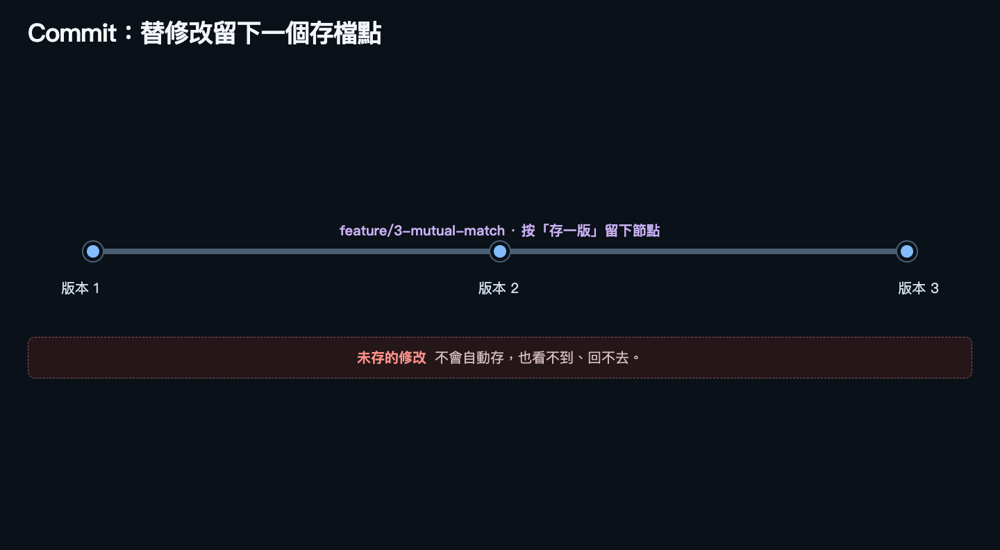 Commit：替修改留下一個存檔點
feature/3-mutual-match · 按「存一版」留下節點
版本 1
版本 2
版本 3
未存的修改 不會自動存，也看不到、回不去。